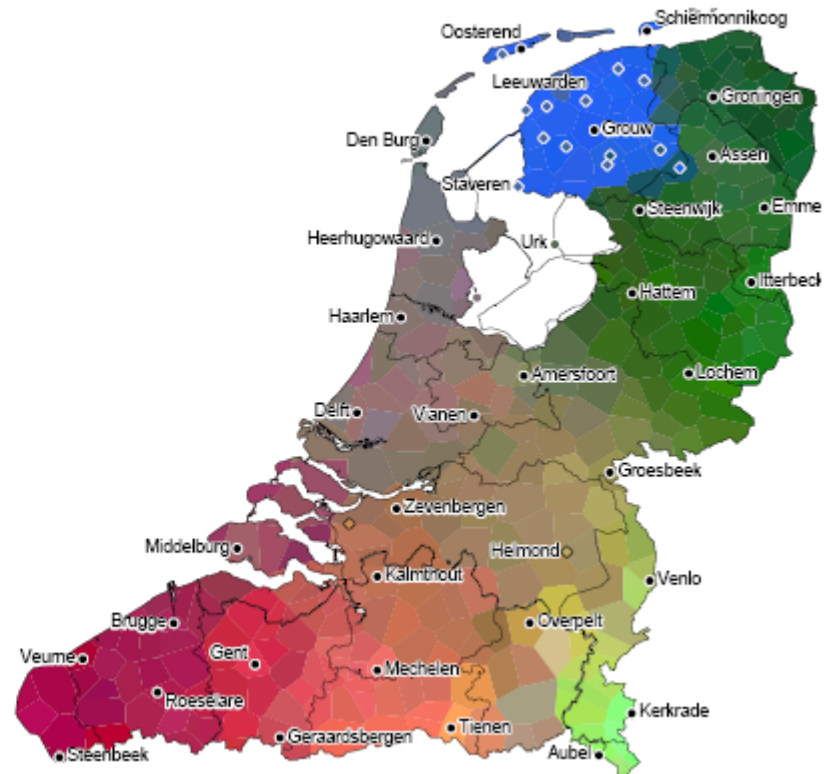 Schiermonnikoog
Oosterend
Leeuwarden
Groningen
Grouw
Den Burg
Assen
Staveren
Steenwijk
Emme
Heerhugowaard
Urk
Itterbeck
Hattem
Haarlem
Amersfoort
Lochem
Delft
Vianen
Groesbeek
Zevenbergen
Middelburg
Helmond
Kalmthout
Venlo
Brugge
Overpelt
Veurne
Gent
Mechelen
Roeselare
Kerkrade
Tienen
Geraardsbergen
Aubel
Steenbeek